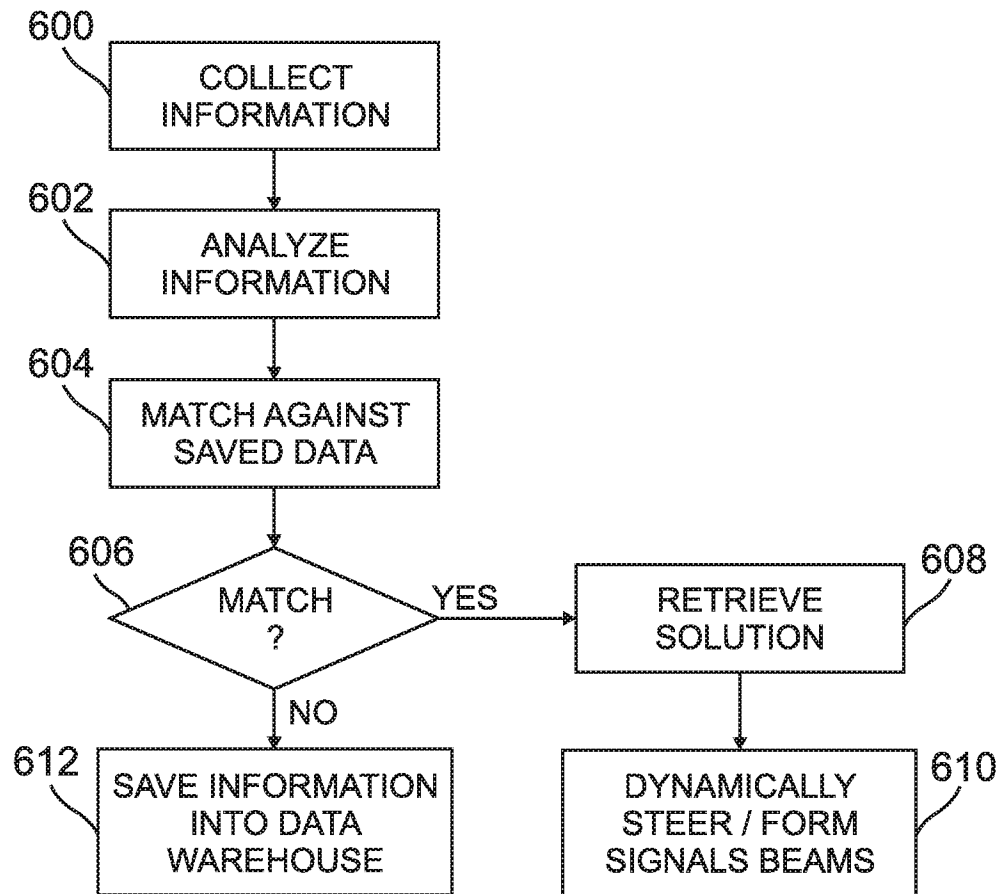 600
COLLECT
INFORMATION
602
ANALYZE
INFORMATION
604
MATCH AGAINST
SAVED DATA
606
MATCH
?
YES
608
RETRIEVE
SOLUTION
NO
612
SAVE INFORMATION
INTO DATA
WAREHOUSE
610
DYNAMICALLY
STEER / FORM
SIGNALS BEAMS